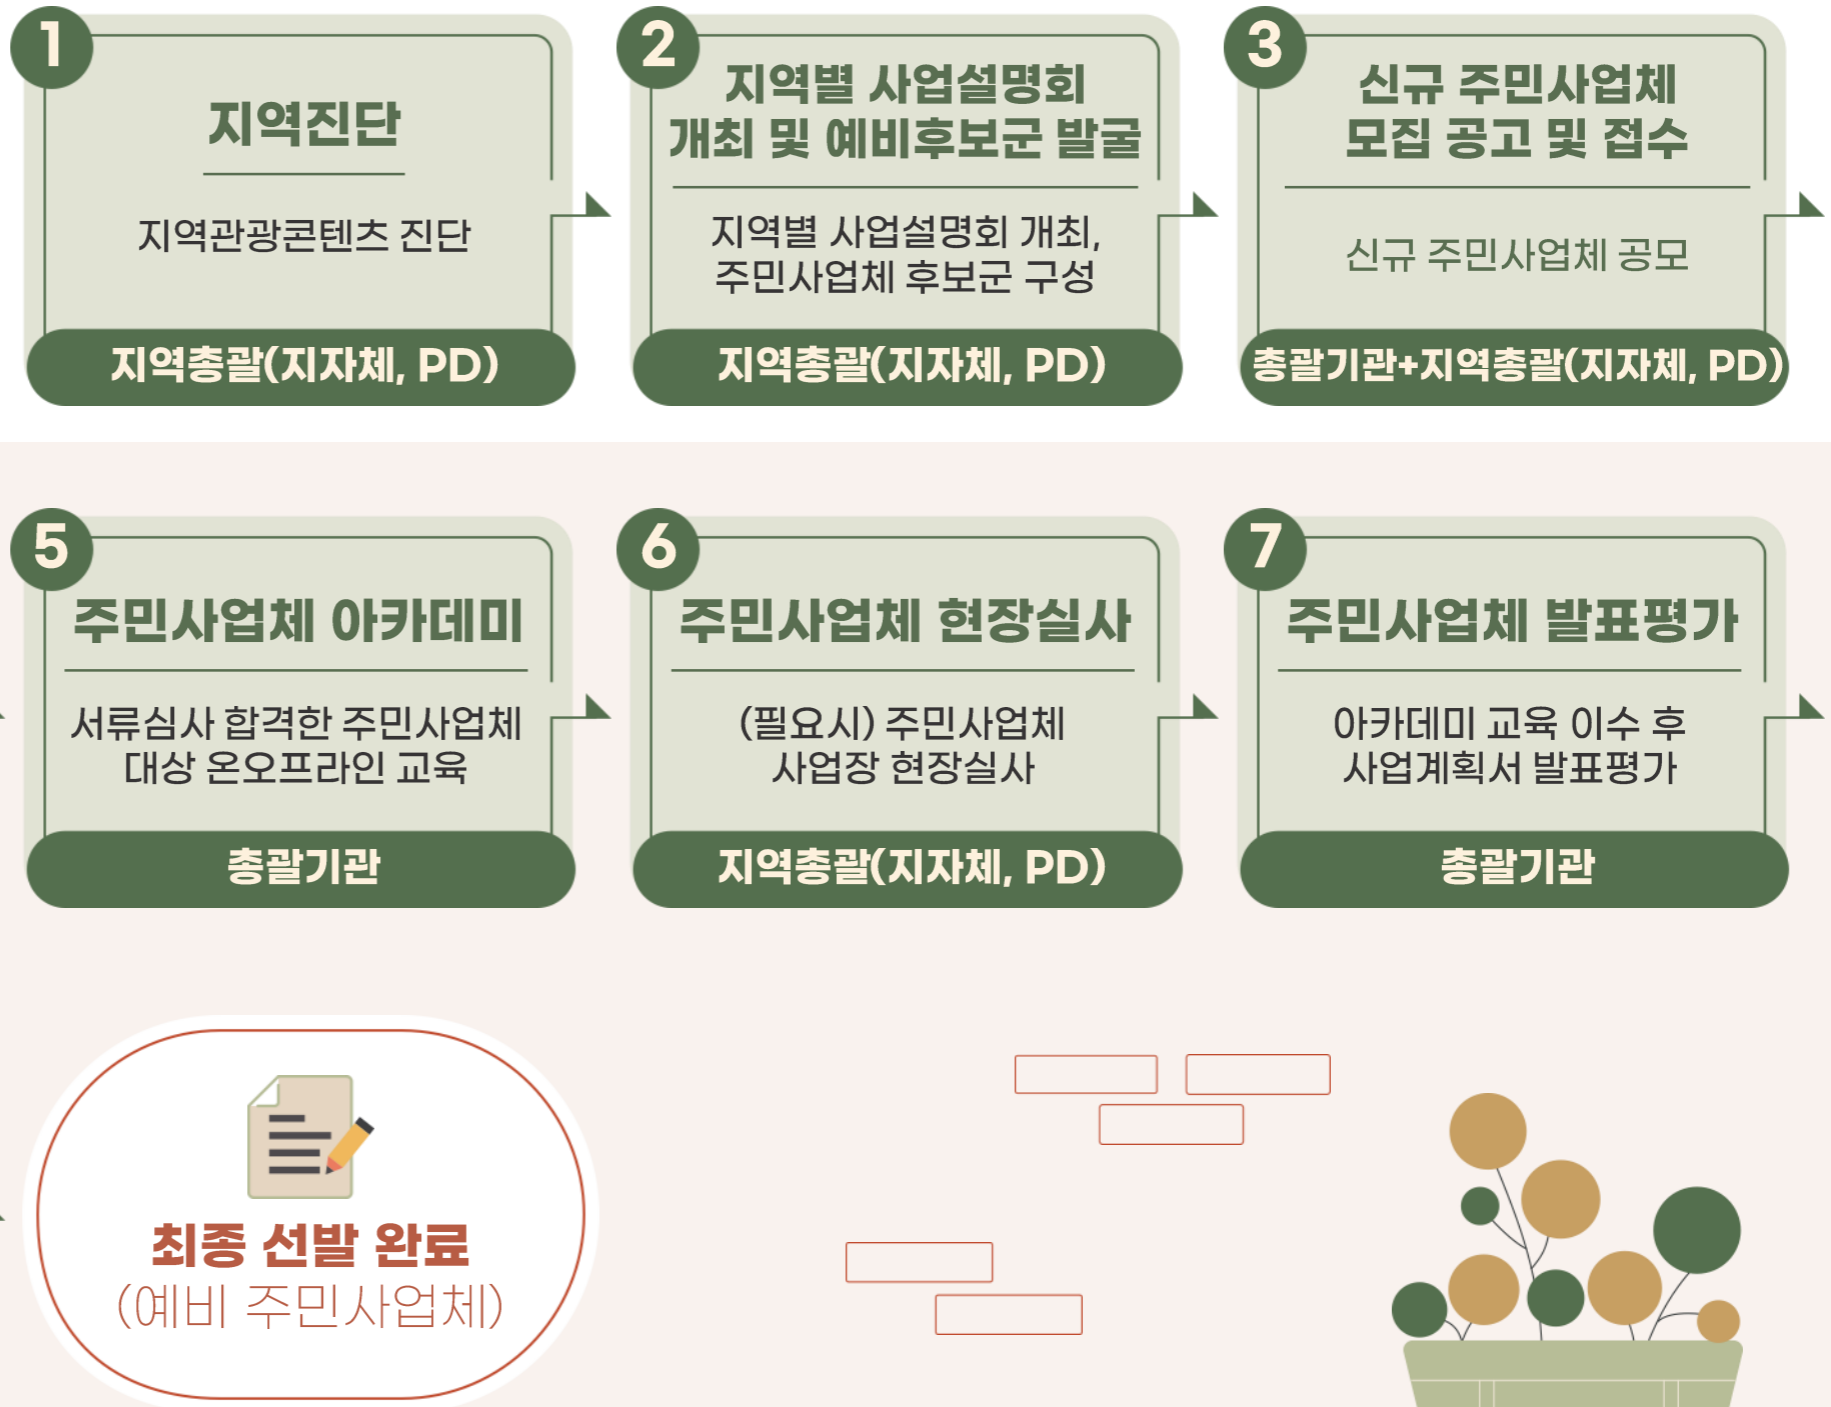 1
지역진단
지역관광콘텐츠 진단
지역총괄(지자체, PD)
2
지역별 사업설명회
개최 및 예비후보군 발굴
지역별 사업설명회 개최,
주민사업체 후보군 구성
지역총괄(지자체, PD)
3
신규 주민사업체
모집 공고 및 접수
신규 주민사업체 공모
총괄기관+지역총괄(지자체, PD)
5
주민사업체 아카데미
서류심사 합격한 주민사업체
대상 온오프라인 교육
총괄기관
6
주민사업체 현장실사
(필요시) 주민사업체
사업장 현장실사
지역총괄(지자체, PD)
7
주민사업체 발표평가
아카데미 교육 이수 후
사업계획서 발표평가
총괄기관
최종 선발 완료
(예비 주민사업체)